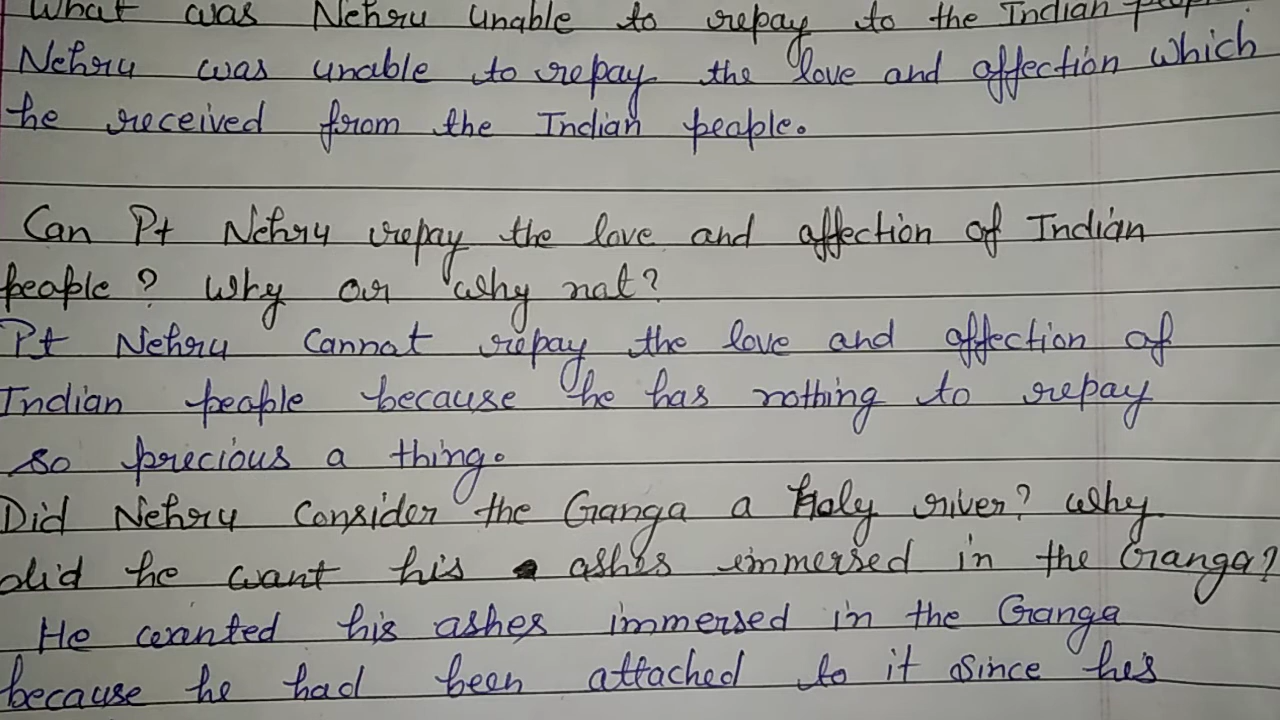 What was Nehru unable to repay to the Indian people
Nehru was unable to repay the love and affection which
he received from the Indian people.
Can Pt Nehru repay the love and affection of Indian
people? Why or why not?
Pt Nehru cannot repay the love and affection of
Indian people because he has nothing to repay
so precious a thing.
Did Nehru consider the Ganga a holy river? Why
did he want his ashes immersed in the Ganga?
He wanted his ashes immersed in the Ganga
because he had been attached to it since his